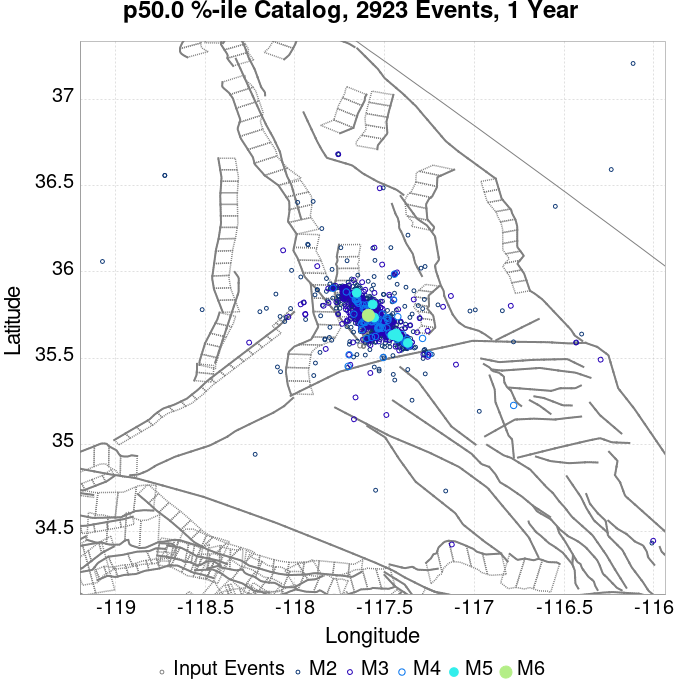 p50.0 %-ile Catalog, 2923 Events, 1 Year
37
36.5
36
35.5
35
34.5
Latitude
-119 -118.5 -118 -117.5 -117 -116.5 -116
Longitude
Input Events M2 M3 M4 M5 M6